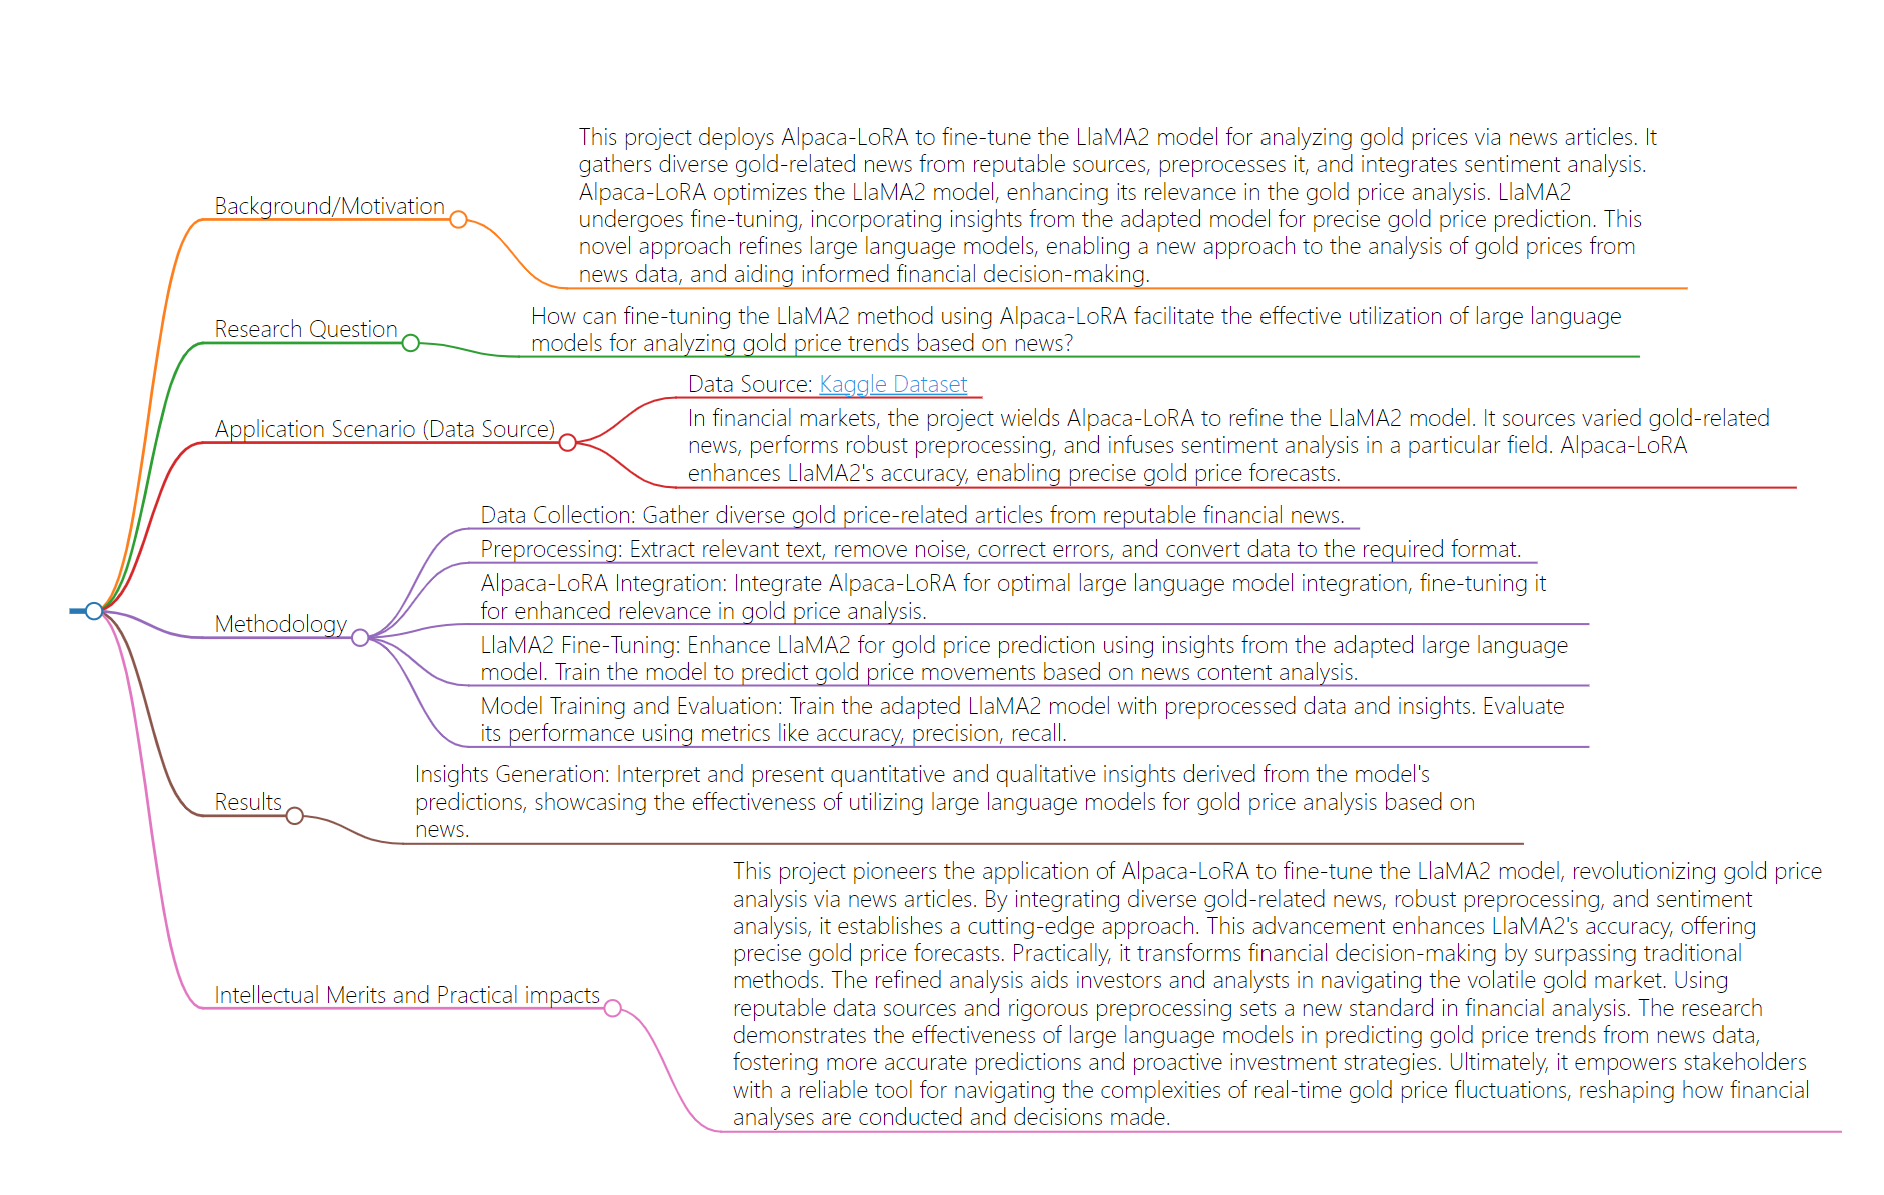 Background/Motivation
This project deploys Alpaca-LoRA to fine-tune the LlaMA2 model for analyzing gold prices via news articles. It
gathers diverse gold-related news from reputable sources, preprocesses it, and integrates sentiment analysis.
Alpaca-LoRA optimizes the LlaMA2 model, enhancing its relevance in the gold price analysis. LlaMA2
undergoes fine-tuning, incorporating insights from the adapted model for precise gold price prediction. This
novel approach refines large language models, enabling a new approach to the analysis of gold prices from
news data, and aiding informed financial decision-making.
Research Question
How can fine-tuning the LlaMA2 method using Alpaca-LoRA facilitate the effective utilization of large language
models for analyzing gold price trends based on news?
Application Scenario (Data Source)
Data Source: Kaggle Dataset
In financial markets, the project wields Alpaca-LoRA to refine the LlaMA2 model. It sources varied gold-related
news, performs robust preprocessing, and infuses sentiment analysis in a particular field. Alpaca-LoRA
enhances LlaMA2's accuracy, enabling precise gold price forecasts.
Methodology
Data Collection: Gather diverse gold price-related articles from reputable financial news.
Preprocessing: Extract relevant text, remove noise, correct errors, and convert data to the required format.
Alpaca-LoRA Integration: Integrate Alpaca-LoRA for optimal large language model integration, fine-tuning it
for enhanced relevance in gold price analysis.
LlaMA2 Fine-Tuning: Enhance LlaMA2 for gold price prediction using insights from the adapted large language
model. Train the model to predict gold price movements based on news content analysis.
Model Training and Evaluation: Train the adapted LlaMA2 model with preprocessed data and insights. Evaluate
its performance using metrics like accuracy, precision, recall.
Results
Insights Generation: Interpret and present quantitative and qualitative insights derived from the model's
predictions, showcasing the effectiveness of utilizing large language models for gold price analysis based on
news.
Intellectual Merits and Practical impacts
This project pioneers the application of Alpaca-LoRA to fine-tune the LlaMA2 model, revolutionizing gold price
analysis via news articles. By integrating diverse gold-related news, robust preprocessing, and sentiment
analysis, it establishes a cutting-edge approach. This advancement enhances LlaMA2's accuracy, offering
precise gold price forecasts. Practically, it transforms financial decision-making by surpassing traditional
methods. The refined analysis aids investors and analysts in navigating the volatile gold market. Using
reputable data sources and rigorous preprocessing sets a new standard in financial analysis. The research
demonstrates the effectiveness of large language models in predicting gold price trends from news data,
fostering more accurate predictions and proactive investment strategies. Ultimately, it empowers stakeholders
with a reliable tool for navigating the complexities of real-time gold price fluctuations, reshaping how financial
analyses are conducted and decisions made.